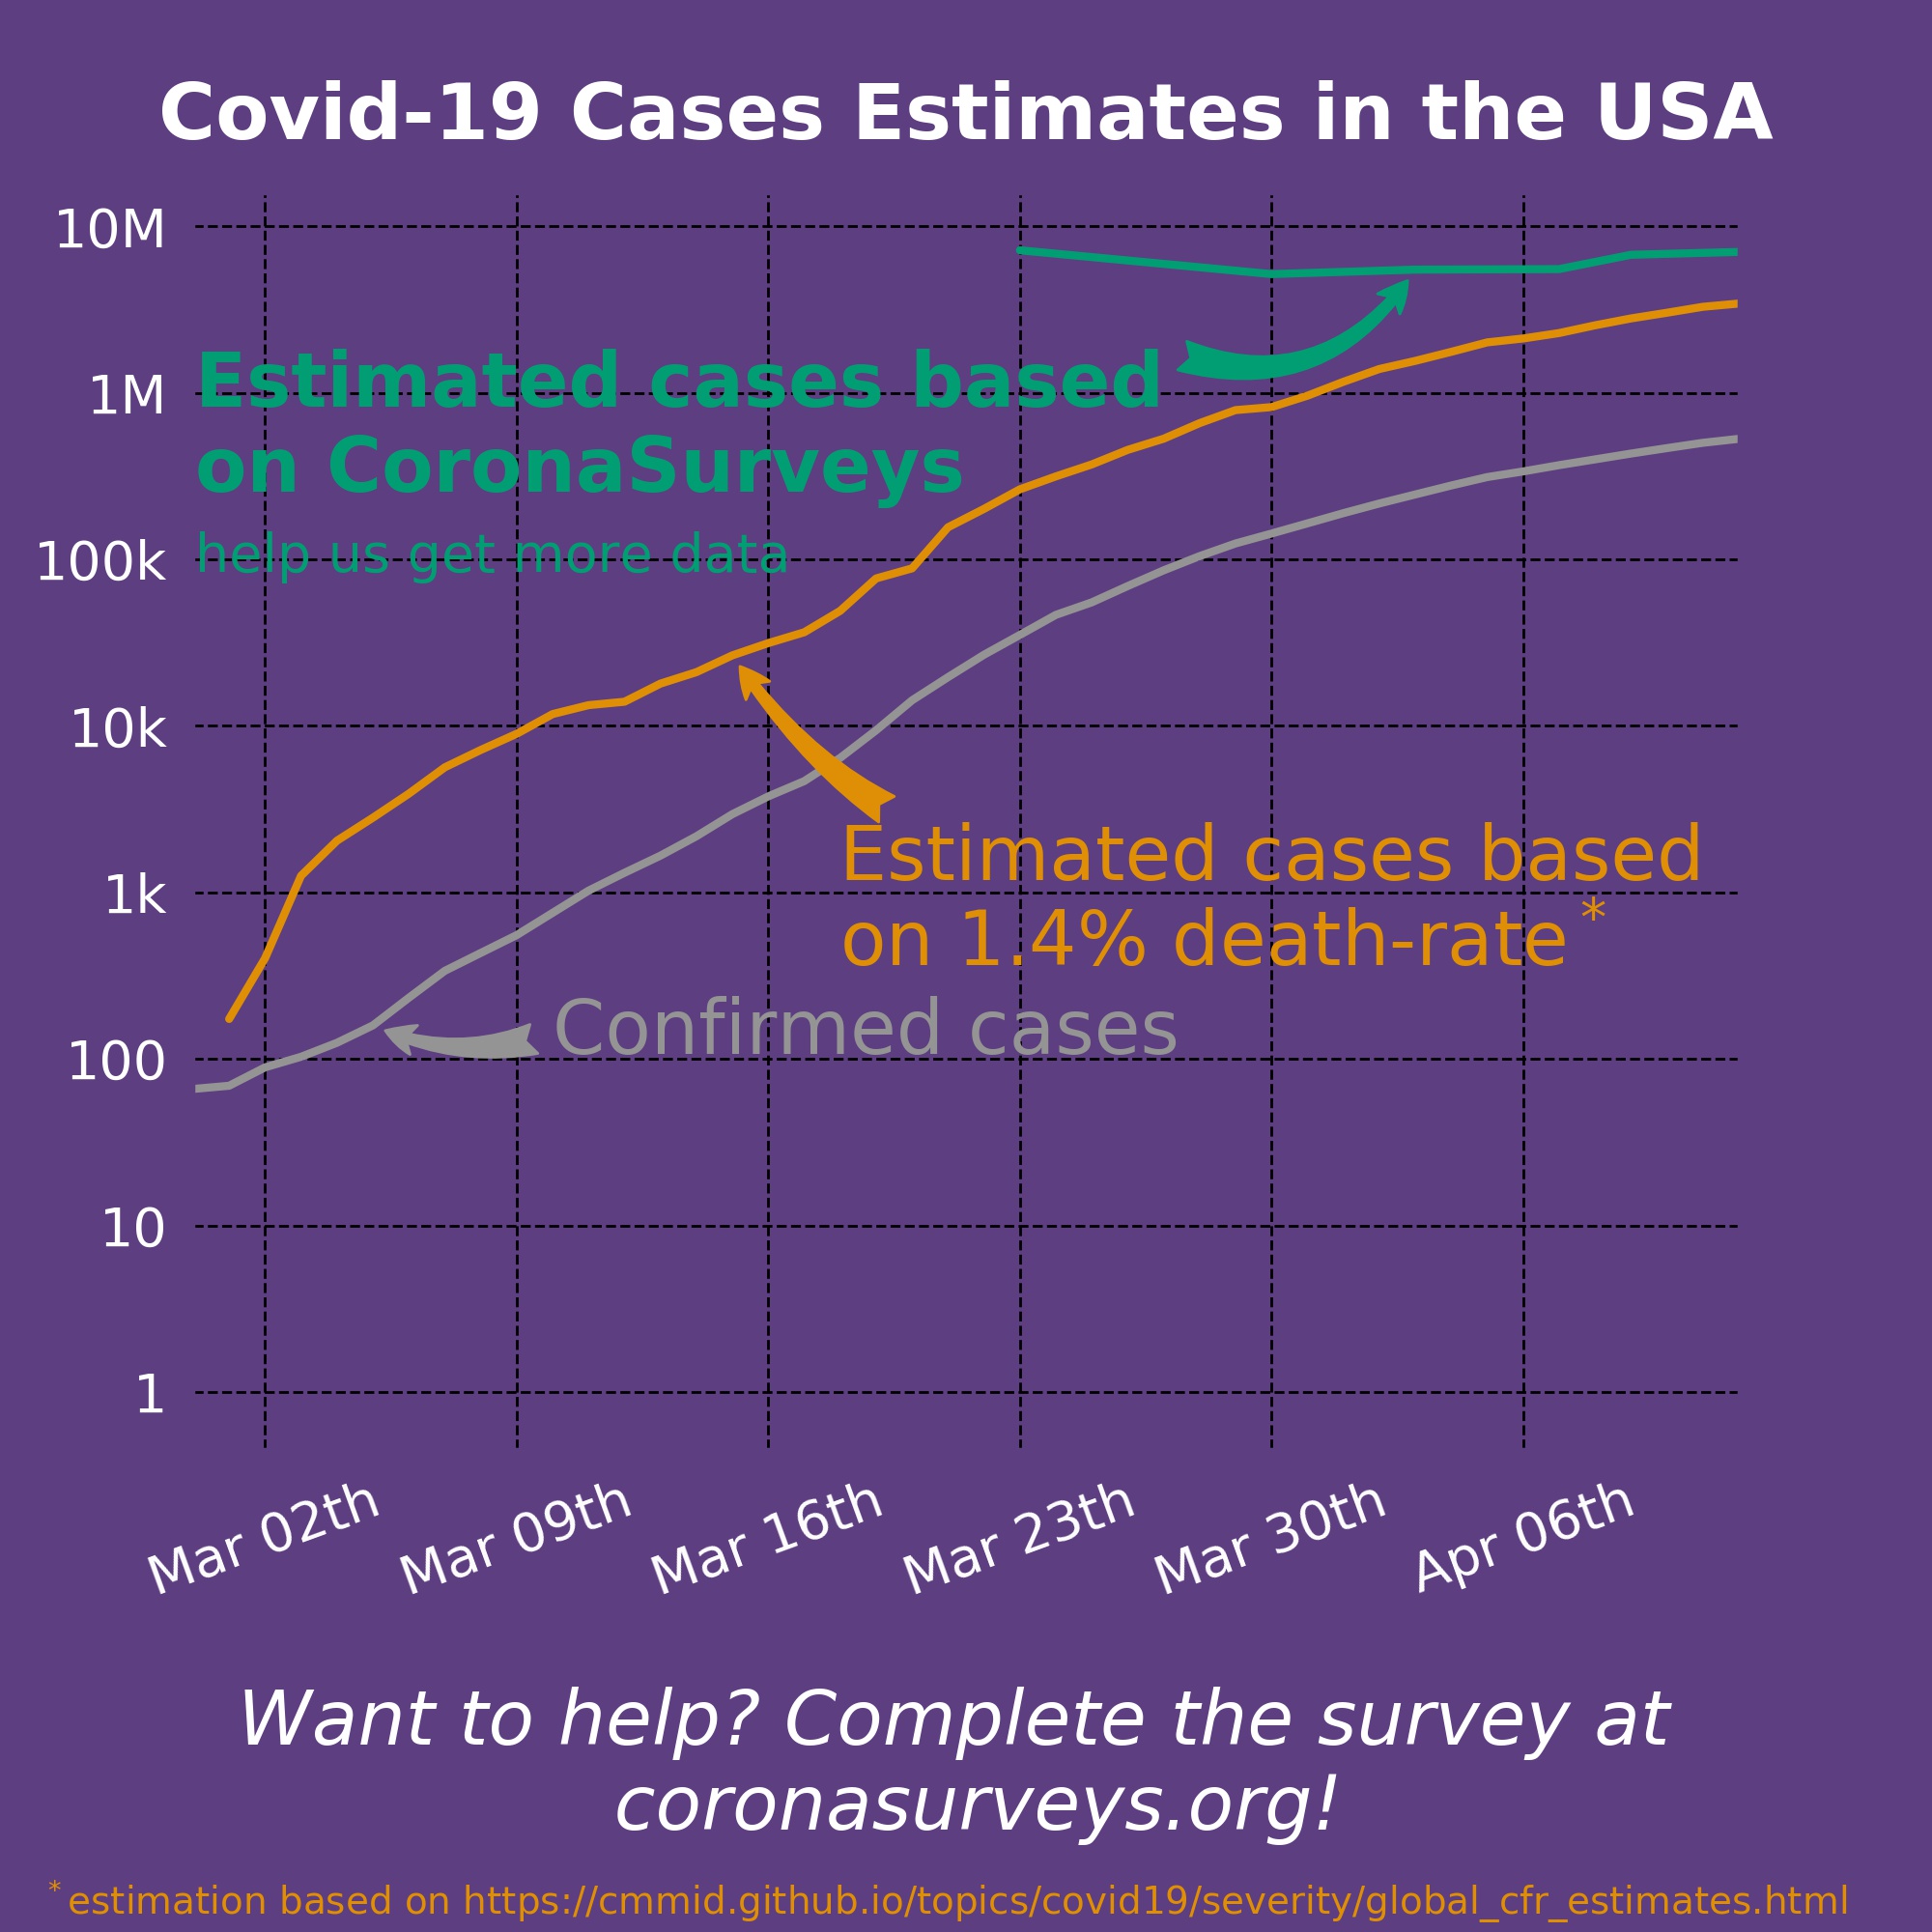 Covid-19 Cases Estimates in the USA
10M
1M
100k
10k
1k
100
10
1
Estimated cases based
on CoronaSurveys
help us get more data
Estimated cases based
on 1.4% death-rate*
Confirmed cases
Mar 02th
Mar 09th
Mar 16th
Mar 23th
Mar 30th
Apr 06th
Want to help? Complete the survey at
coronasurveys.org!
*estimation based on https://cmmid.github.io/topics/covid19/severity/global_cfr_estimates.html